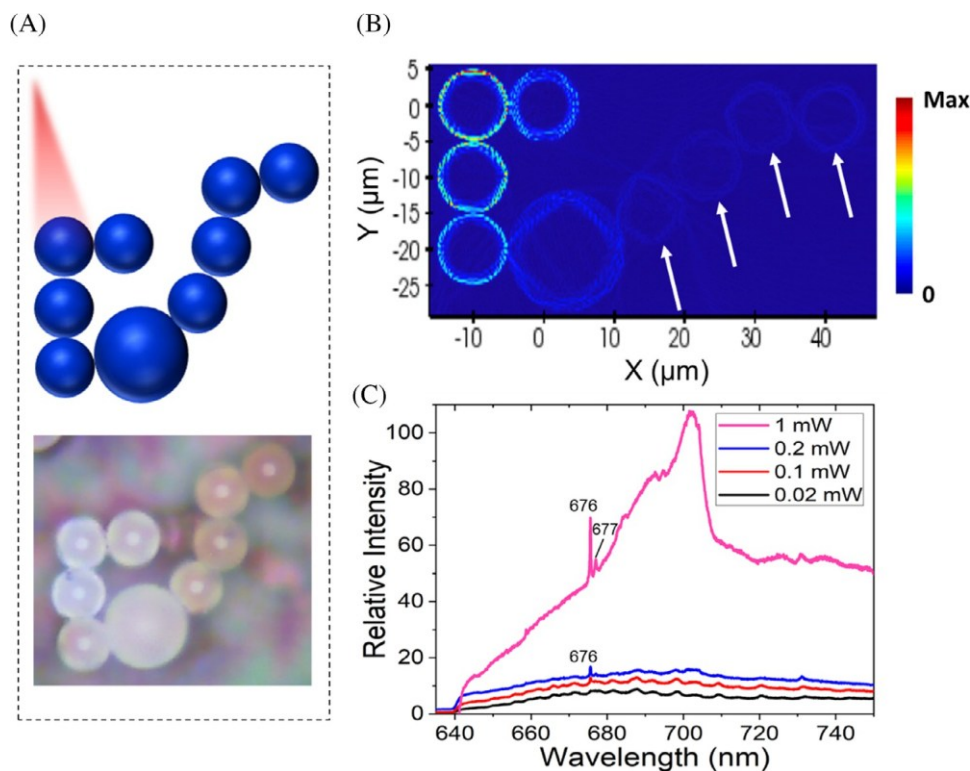 (A)
(B)
5
0
-5
-10
-15
-20
-25
Y (µm)
-10 0 10 20 30 40
X (µm)
Max
0
(C)
100
80
60
40
20
0
Relative Intensity
1 mW
0.2 mW
0.1 mW
0.02 mW
676
677
676
640 660 680 700 720 740
Wavelength (nm)